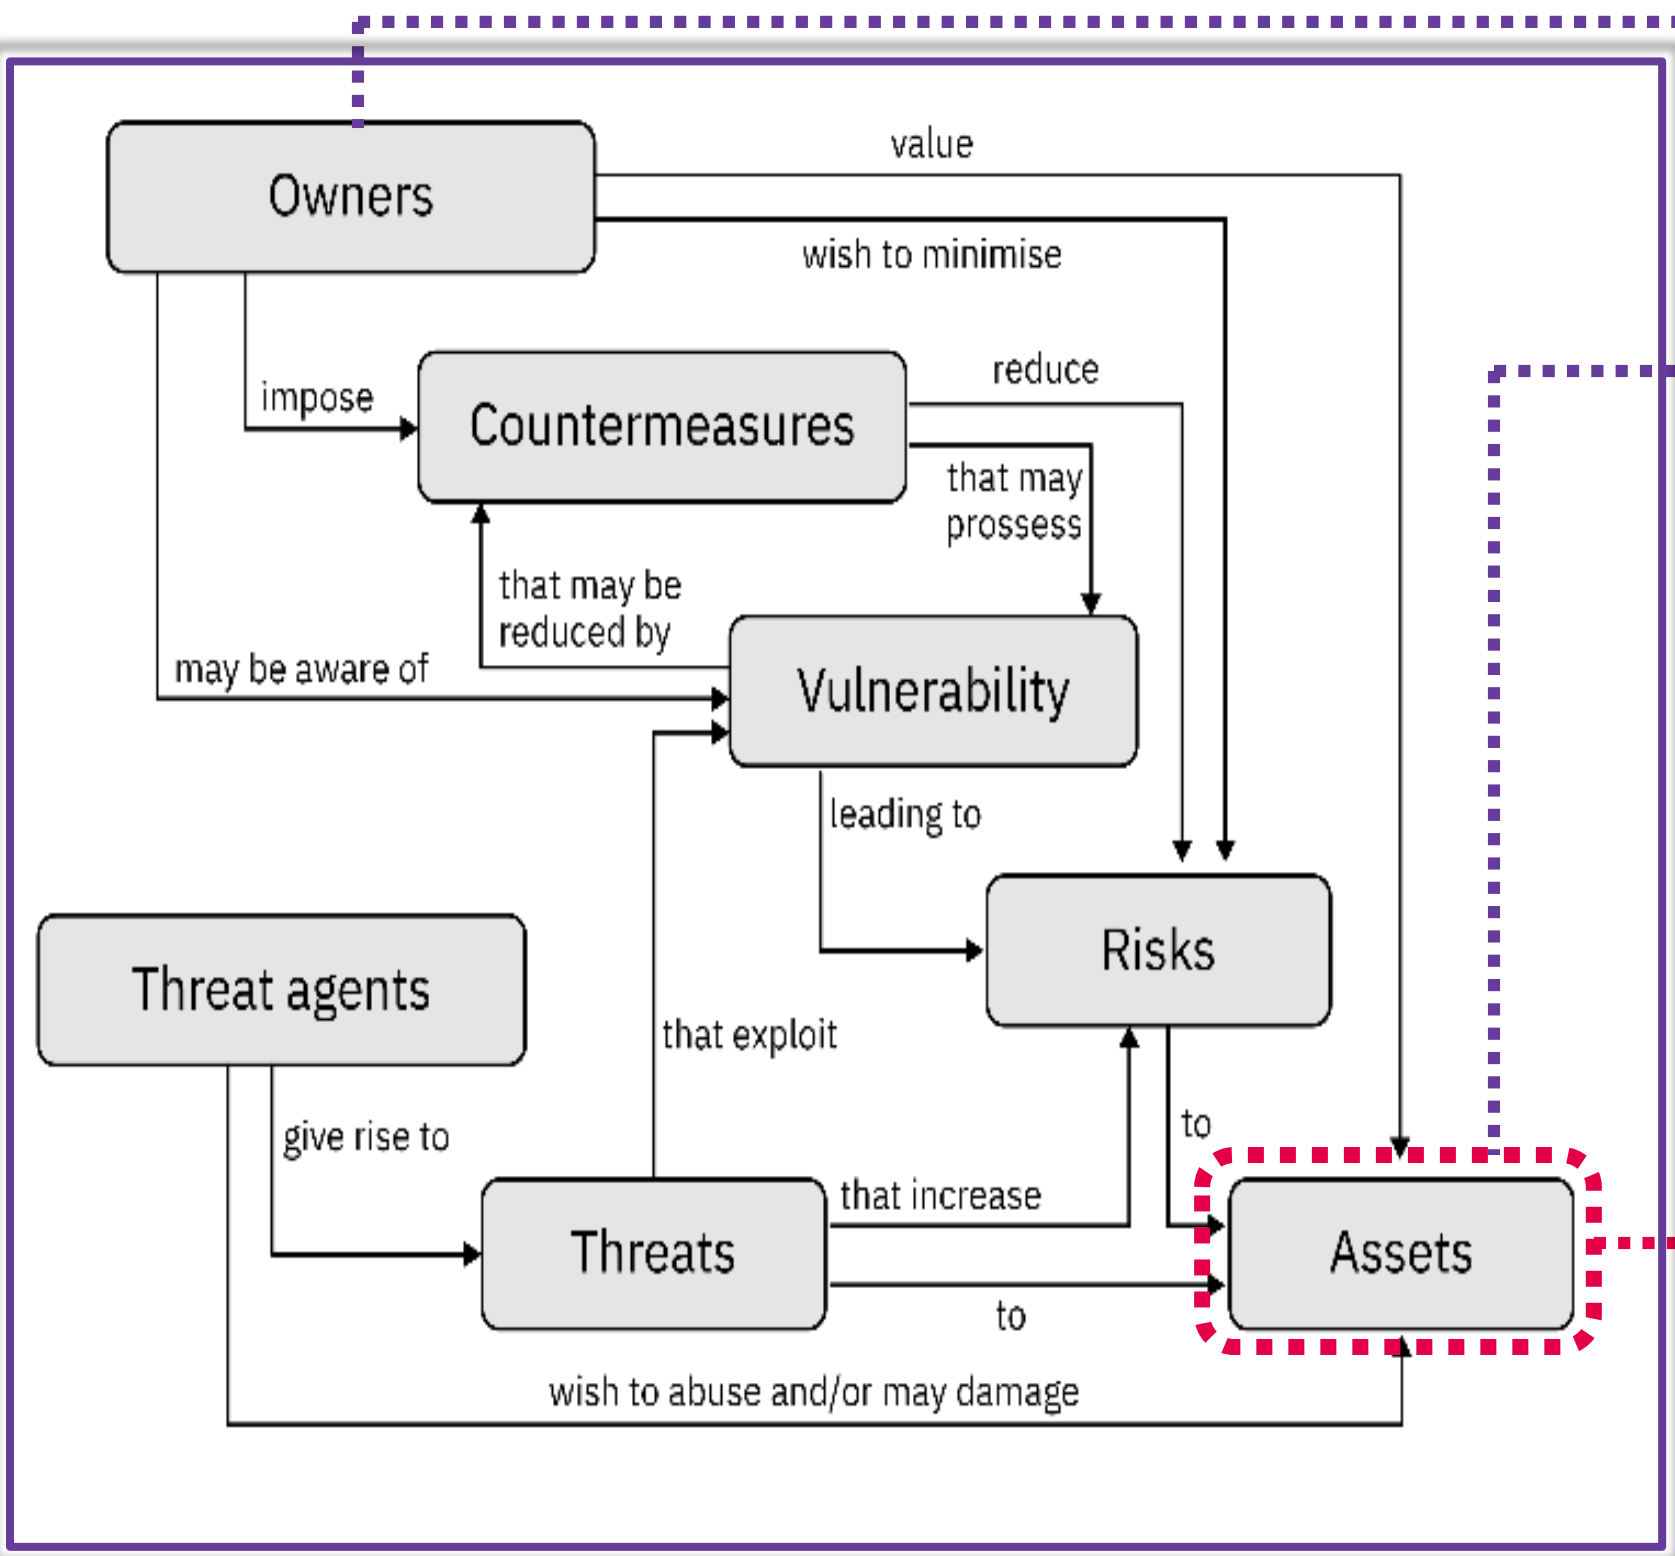 value
Owners
wish to minimise
reduce
impose
Countermeasures
that may
prossess
that may be
reduced by
may be aware of
Vulnerability
leading to
Risks
Threat agents
that exploit
to
give rise to
that increase
Threats
Assets
to
wish to abuse and/or may damage